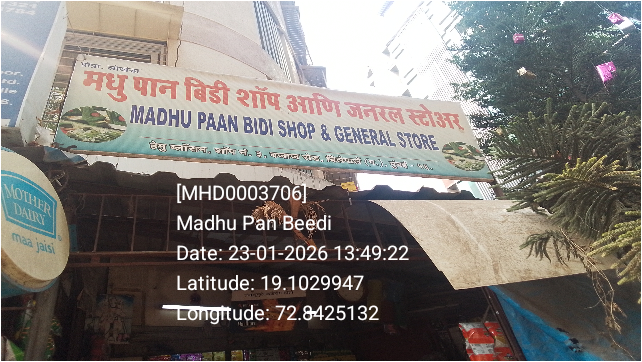 मधु पान बिडी शॉप आणि जनरल स्टोअर
MADHU PAAN BIDI SHOP & GENERAL STORE
MOTHER
DAIRY
maa jaisi
[MHD0003706]
Madhu Pan Beedi
Date: 23-01-2026 13:49:22
Latitude: 19.1029947
Longitude: 72.8425132